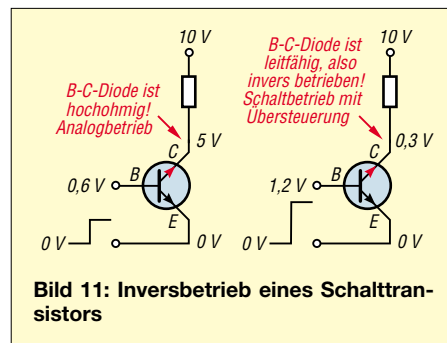 10 V
B-C-Diode ist
hochohmig!
Analogbetrieb
C
5 V
0,6 V
B
E
0 V
0 V
10 V
B-C-Diode ist
leitfähig, also
invers betrieben!
Schaltbetrieb mit
Übersteuerung
C
0,3 V
1,2 V
B
E
0 V
0 V
Bild 11: Inversbetrieb eines Schalttran-
sistors